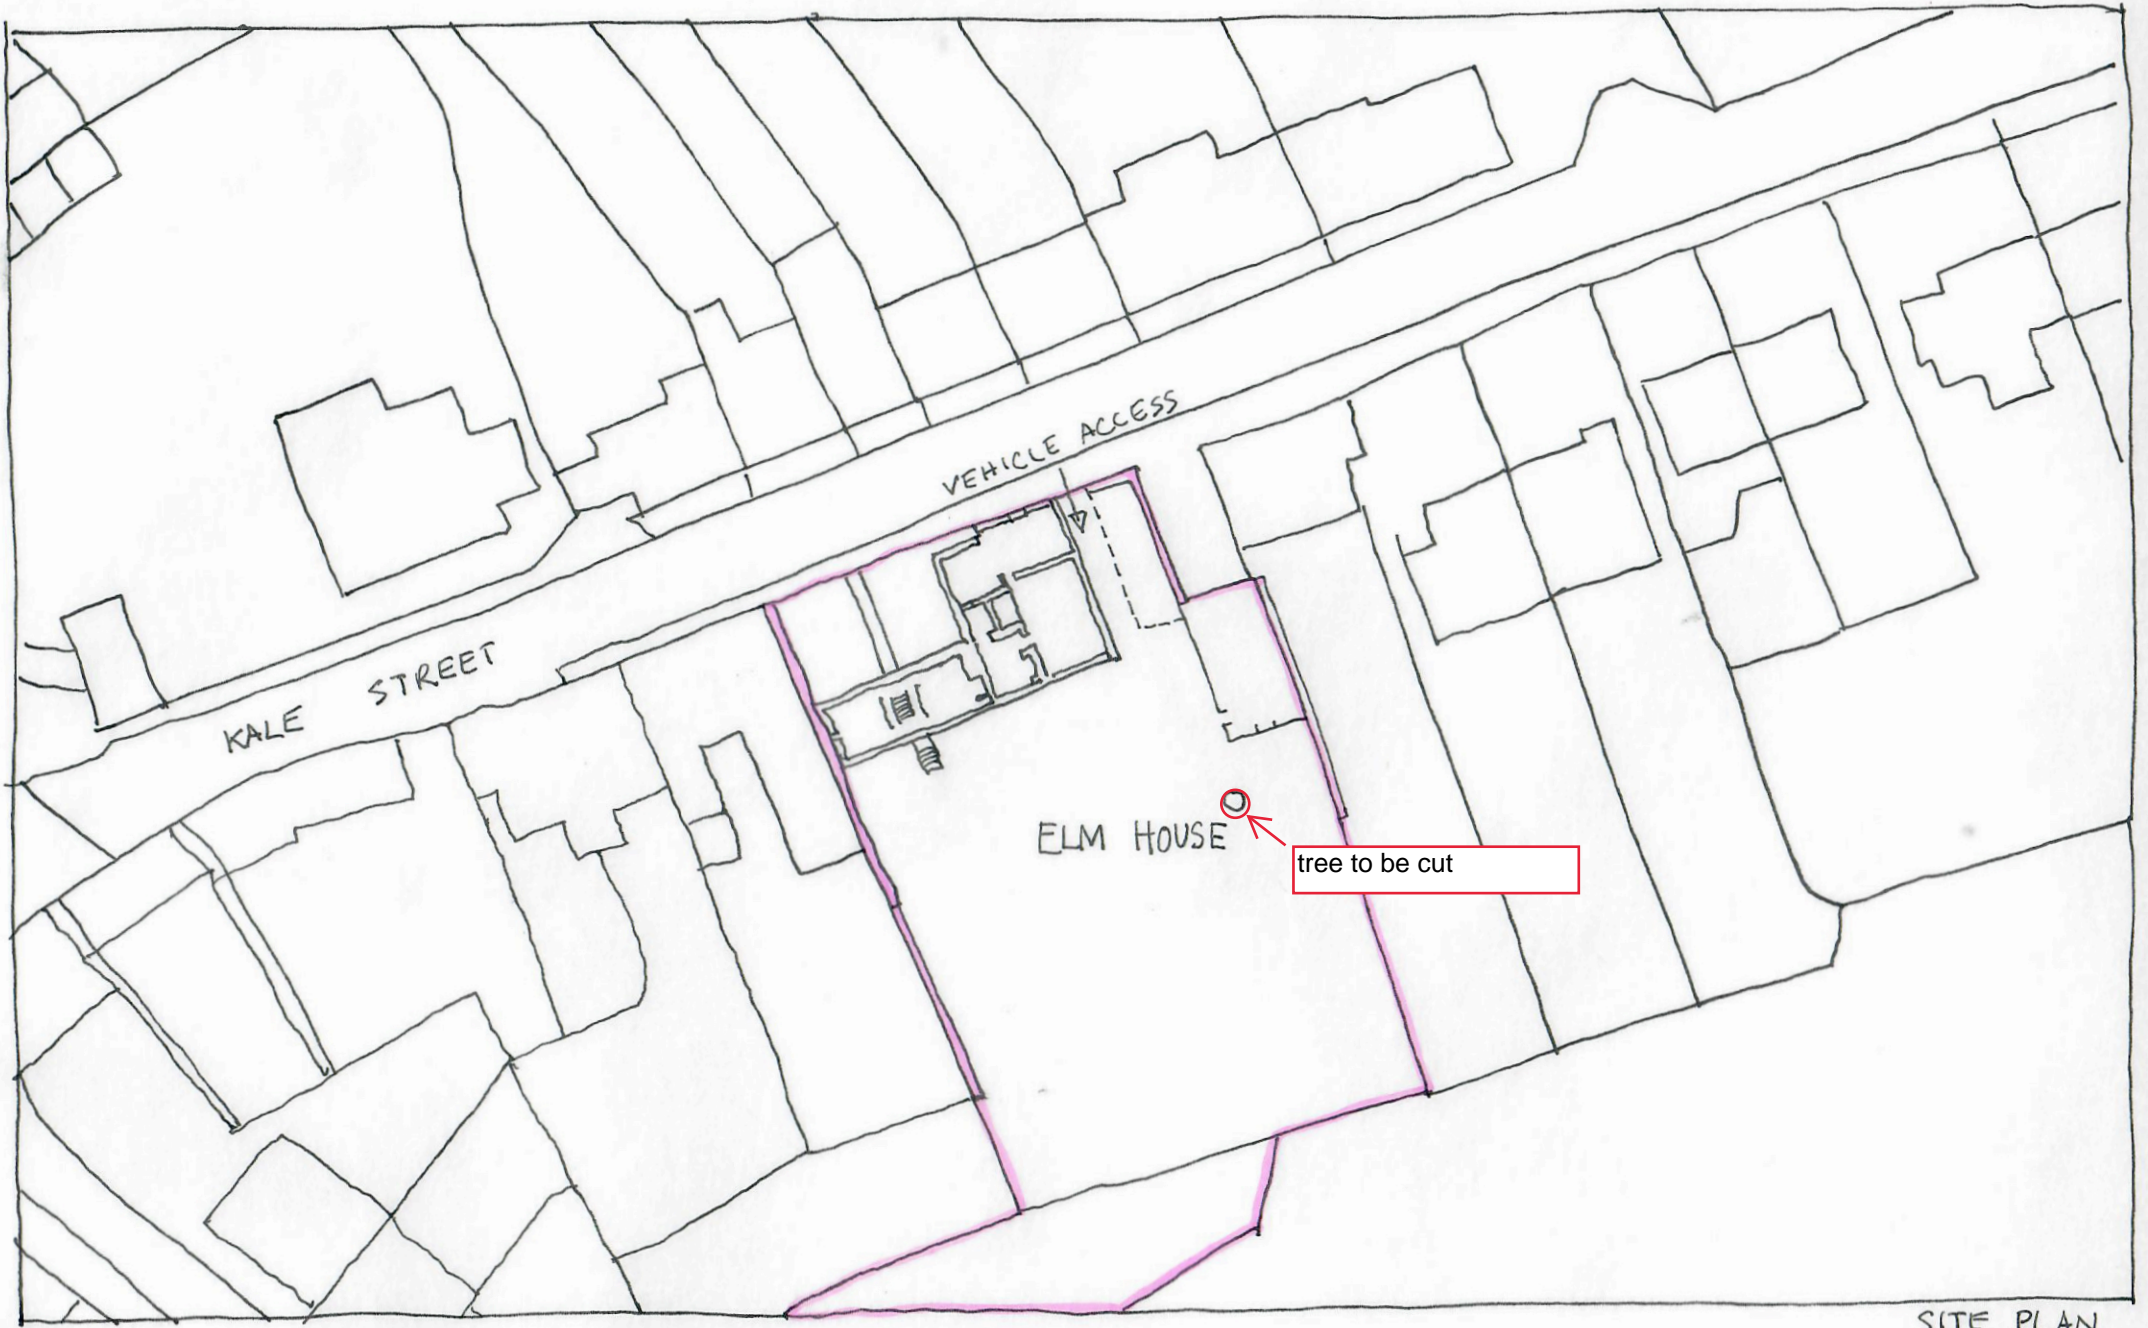 VEHICLE ACCESS
KALE STREET
ELM HOUSE
tree to be cut
SITE PLAN